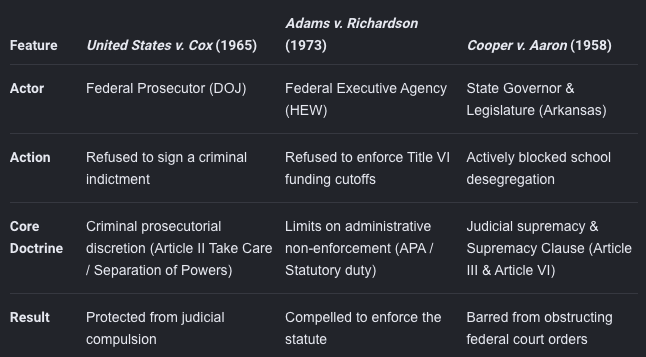 Feature
United States v. Cox (1965)
Adams v. Richardson
(1973)
Cooper v. Aaron (1958)
Actor
Federal Prosecutor (DOJ)
Federal Executive Agency
(HEW)
State Governor &
Legislature (Arkansas)
Action
Refused to sign a criminal
indictment
Refused to enforce Title VI
funding cutoffs
Actively blocked school
desegregation
Core
Doctrine
Criminal prosecutorial
discretion (Article II Take Care
/ Separation of Powers)
Limits on administrative
non-enforcement (APA /
Statutory duty)
Judicial supremacy &
Supremacy Clause (Article
III & Article VI)
Result
Protected from judicial
compulsion
Compelled to enforce the
statute
Barred from obstructing
federal court orders